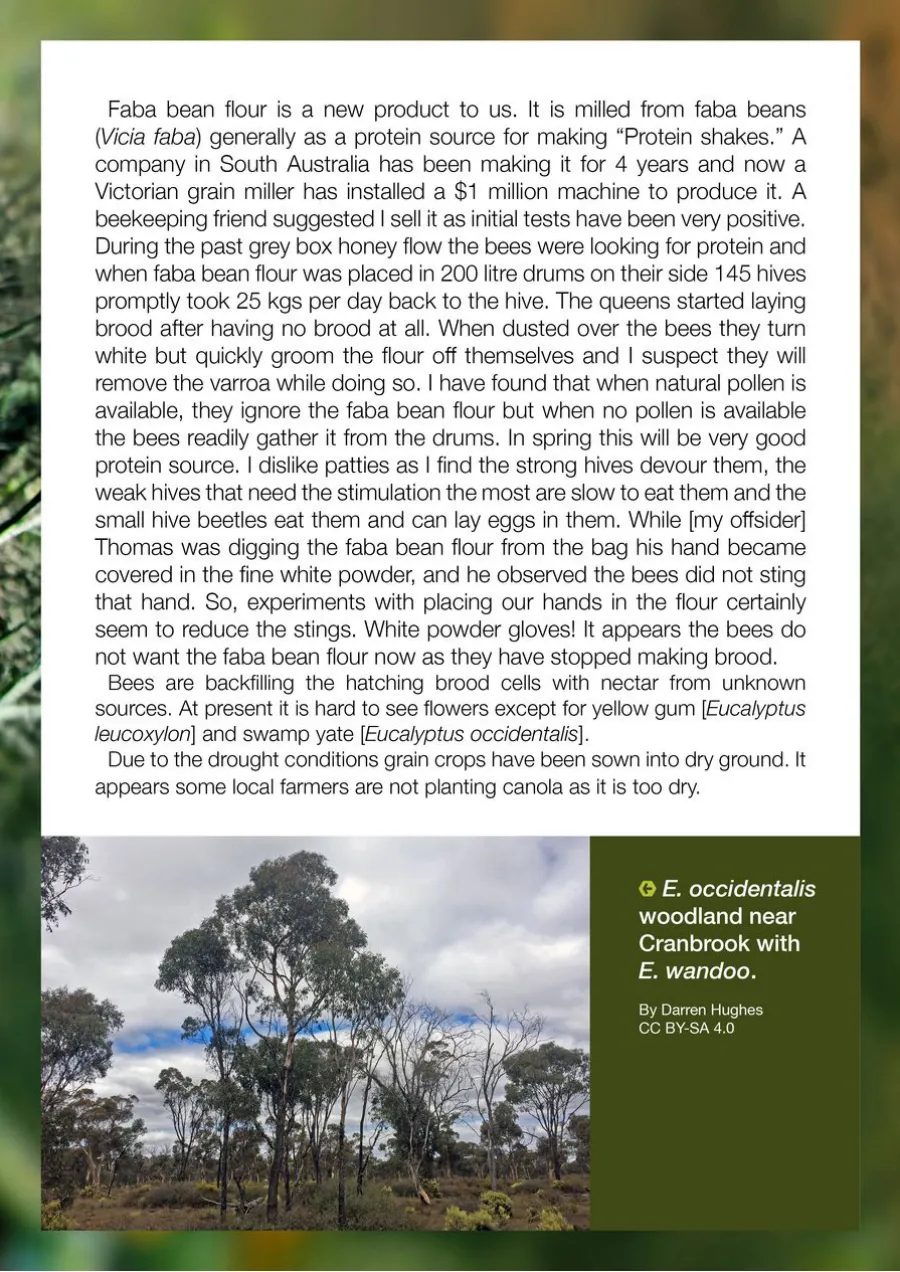 Faba bean flour is a new product to us. It is milled from faba beans
(Vicia faba) generally as a protein source for making “Protein shakes.” A
company in South Australia has been making it for 4 years and now a
Victorian grain miller has installed a $1 million machine to produce it. A
beekeeping friend suggested I sell it as initial tests have been very positive.
During the past grey box honey flow the bees were looking for protein and
when faba bean flour was placed in 200 litre drums on their side 145 hives
promptly took 25 kgs per day back to the hive. The queens started laying
brood after having no brood at all. When dusted over the bees they turn
white but quickly groom the flour off themselves and I suspect they will
remove the varroa while doing so. I have found that when natural pollen is
available, they ignore the faba bean flour but when no pollen is available
the bees readily gather it from the drums. In spring this will be very good
protein source. I dislike patties as I find the strong hives devour them, the
weak hives that need the stimulation the most are slow to eat them and the
small hive beetles eat them and can lay eggs in them. While [my offsider]
Thomas was digging the faba bean flour from the bag his hand became
covered in the fine white powder, and he observed the bees did not sting
that hand. So, experiments with placing our hands in the flour certainly
seem to reduce the stings. White powder gloves! It appears the bees do
not want the faba bean flour now as they have stopped making brood.
Bees are backfilling the hatching brood cells with nectar from unknown
sources. At present it is hard to see flowers except for yellow gum [Eucalyptus
leucoxylon] and swamp yate [Eucalyptus occidentalis].
Due to the drought conditions grain crops have been sown into dry ground. It
appears some local farmers are not planting canola as it is too dry.
E. occidentalis
woodland near
Cranbrook with
E. wandoo.
By Darren Hughes
CC BY-SA 4.0